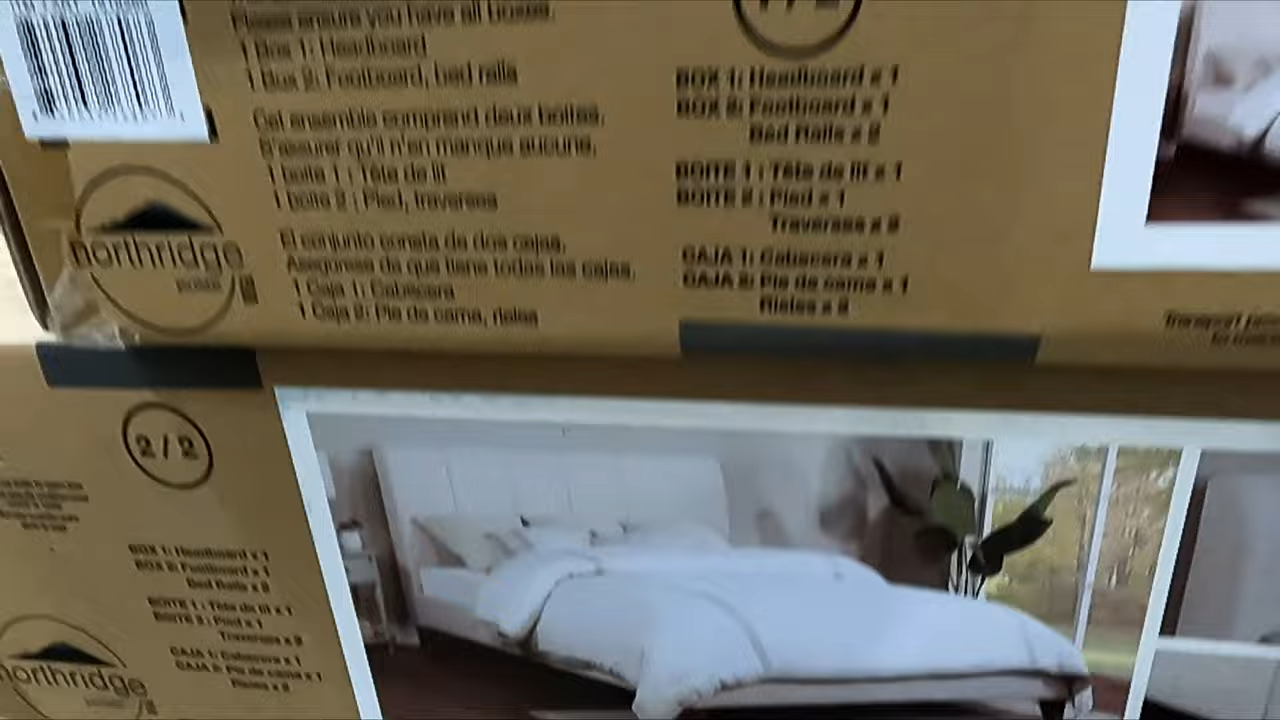 Please ensure you have all boxes.
1 Box 1: Headboard
1 Box 2: Footboard, bed rails
Cet ensemble comprend deux boîtes.
S'assurer qu'il n'en manque aucune.
1 boîte 1 : Tête de lit
1 boîte 2 : Pied, traverses
El conjunto consta de dos cajas.
Asegúrese de que tiene todos las cajas.
1 Caja 1: Cabecera
1 Caja 2: Pie de cama, rieles
northridge
HOME
BOX 1: Headboard x 1
BOX 2: Footboard x 1
Bed Rails x 2
BOITE 1 : Tête de lit x 1
BOITE 2 : Pied x 1
Traverses x 2
CAJA 1: Cabecera x 1
CAJA 2: Pie de cama x 1
Rieles x 2
2 / 2
BOX 1: Headboard x 1
BOX 2: Footboard x 1
Bed Rails x 2
BOITE 1 : Tête de lit x 1
BOITE 2 : Pied x 1
Traverses x 2
CAJA 1: Cabecera x 1
CAJA 2: Pie de cama x 1
Rieles x 2
northridge
HOME